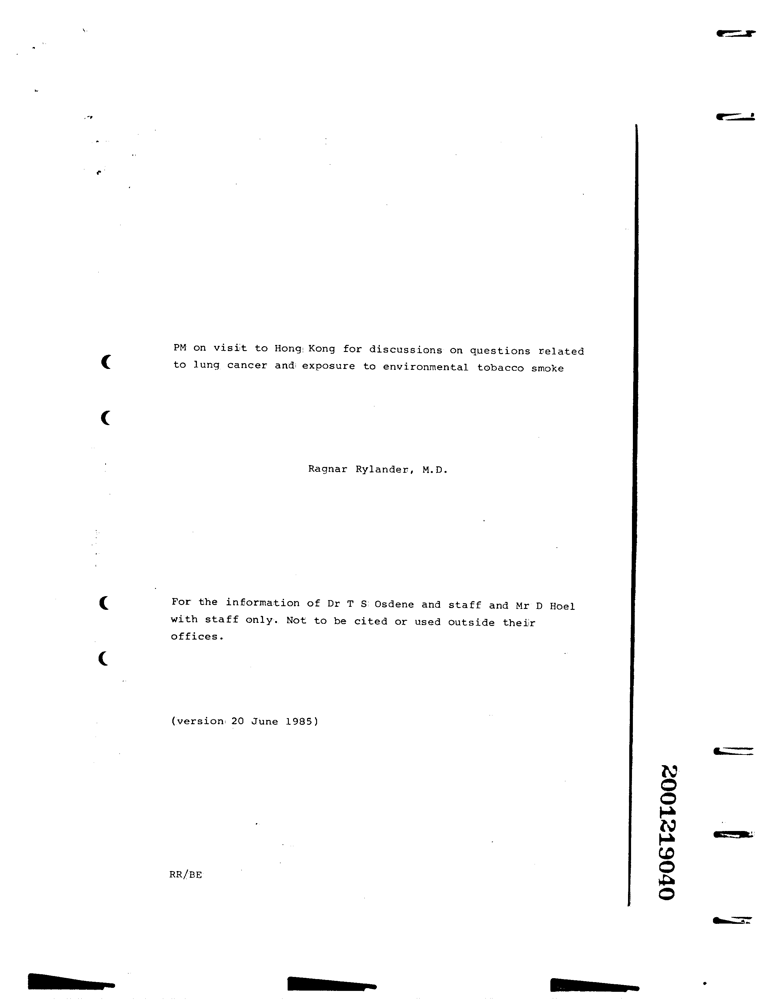 PM on visit to Hong Kong for discussions on questions related
to lung cancer and exposure to environmental tobacco smoke
Ragnar Rylander, M.D.
For the information of Dr T S Osdene and staff and Mr D Hoel
with staff only. Not to be cited or used outside their
offices.
(version 20 June 1985)
RR/BE
2001219040